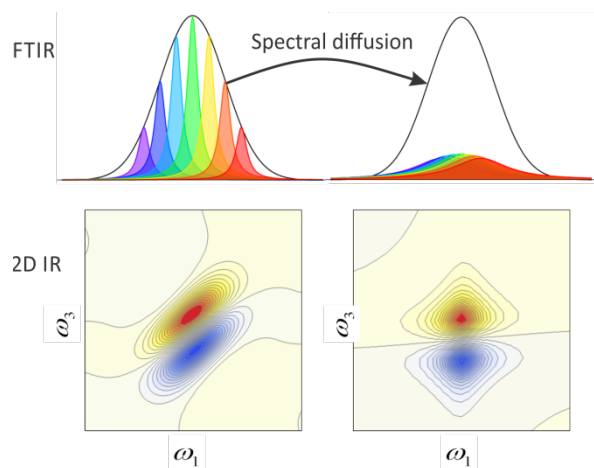 FTIR
Spectral diffusion
2D IR
ω₃
ω₃
ω₁
ω₁